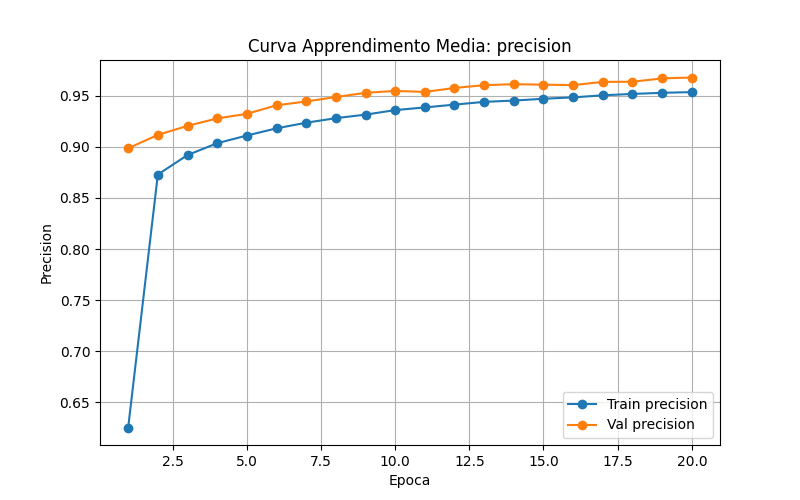 Curva Apprendimento Media: precision
Precision
0.95
0.90
0.85
0.80
0.75
0.70
0.65
2.5 5.0 7.5 10.0 12.5 15.0 17.5 20.0
Epoca
Train precision
Val precision